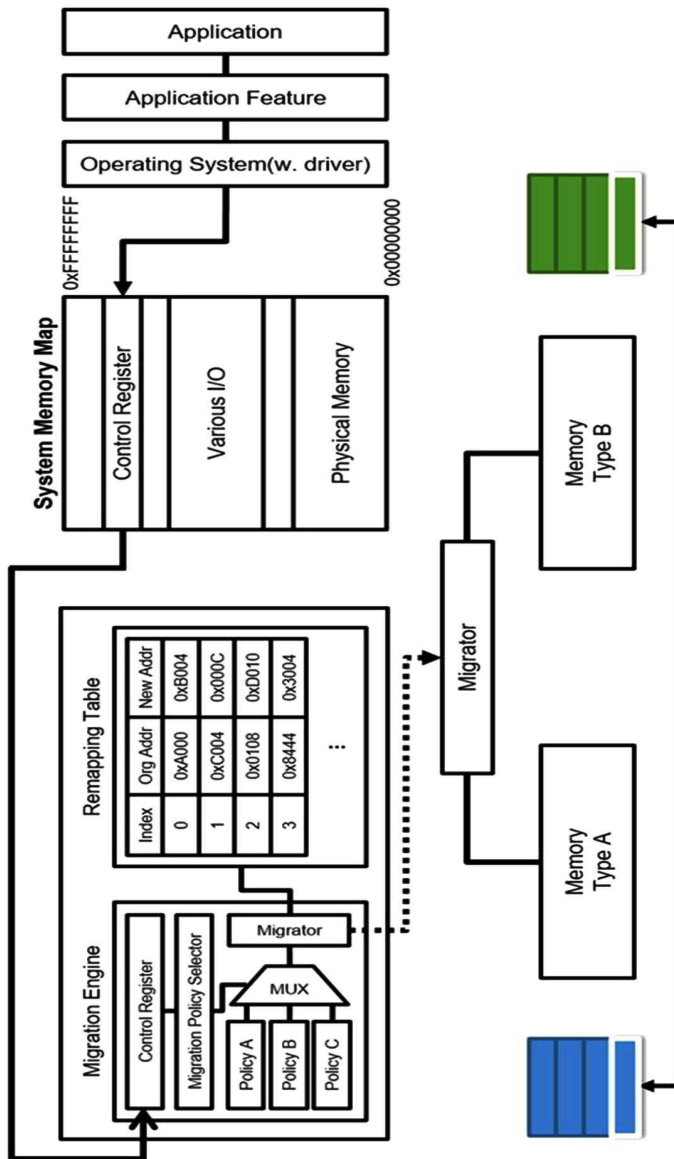 Application
Application Feature
Operating System(w. driver)
System Memory Map
0xFFFFFFFF
0x00000000
Control Register
Various I/O
Physical Memory
Migration Engine
Control Register
Migration Policy Selector
Policy A
Policy B
Policy C
MUX
Migrator
Remapping Table
Index Org Addr New Addr
0 0xA000 0xB004
1 0xC004 0x000C
2 0x0108 0xD010
3 0x8444 0x3004
...
Migrator
Memory
Type A
Memory
Type B